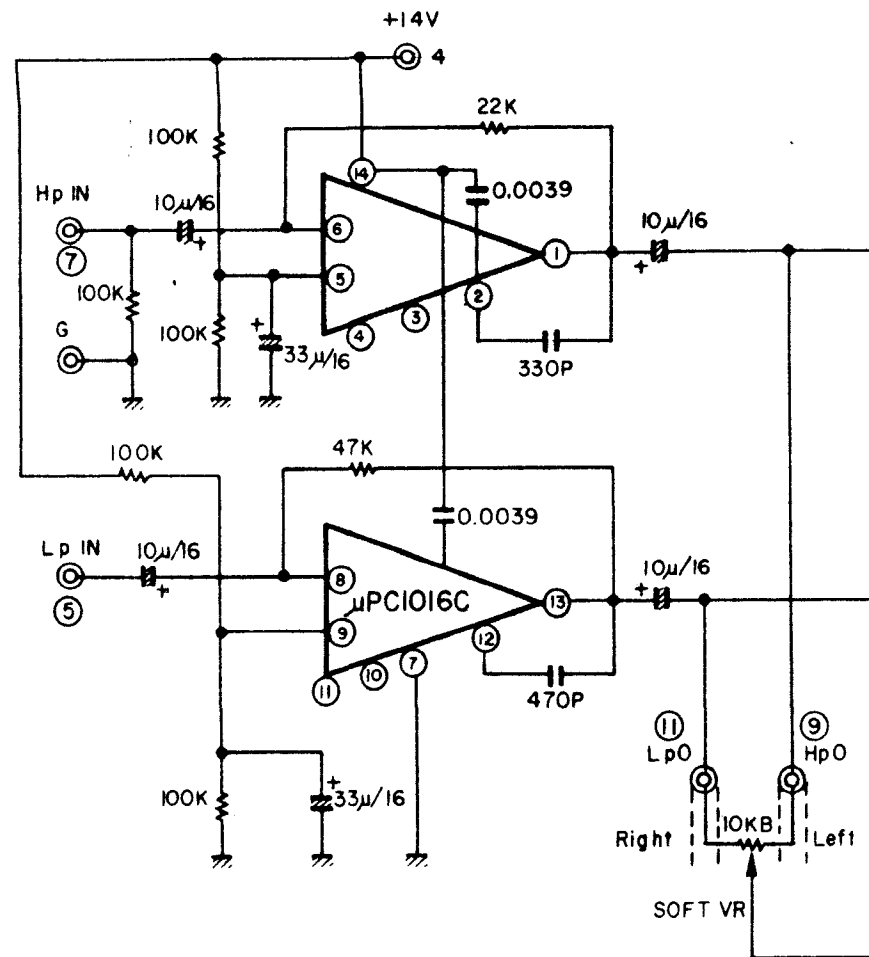 +14V
4
22K
100K
14
0.0039
Hp IN
10μ/16
+
6
10μ/16
+
1
7
5
2
100K
100K
3
G
+
4
33μ/16
330P
100K
47K
0.0039
Lp IN
10μ/16
+
8
μPC1016C
10μ/16
+
13
5
9
12
7
10
11
470P
11
9
LpO
HpO
+
100K
33μ/16
10KB
Right
Left
SOFT VR